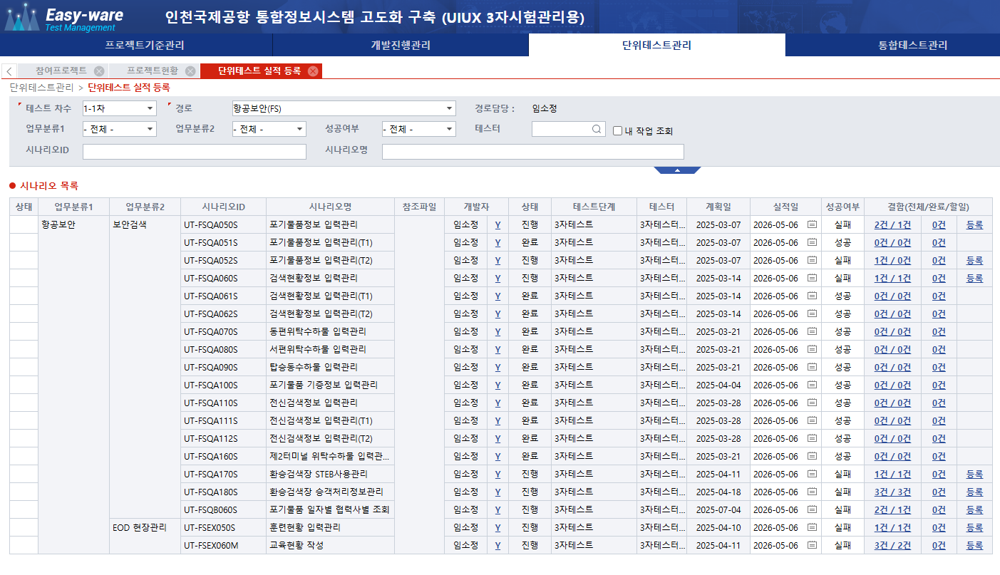 Easy-ware
Test Management
인천국제공항 통합정보시스템 고도화 구축 (UIUX 3자시험관리용)
프로젝트기준관리 개발진행관리 단위테스트관리 통합테스트관리
참여프로젝트 프로젝트현황 단위테스트 실적 등록
단위테스트관리 > 단위테스트 실적 등록
테스트 차수 1-1차 경로 항공보안(FS) 경로담당 : 임소정
업무분류1 - 전체 - 업무분류2 - 전체 - 성공여부 - 전체 - 테스터 내 작업 조회
시나리오ID 시나리오명
시나리오 목록
상태 업무분류1 업무분류2 시나리오ID 시나리오명 참조파일 개발자 상태 테스트단계 테스터 계획일 실적일 성공여부 결함(전체/완료/할일)
항공보안 보안검색 UT-FSQA050S 포기물품정보 입력관리 임소정 Y 진행 3자테스트 3자테스터... 2025-03-07 2026-05-06 실패 2건 / 1건 0건 등록
UT-FSQA051S 포기물품정보 입력관리(T1) 임소정 Y 완료 3자테스트 3자테스터... 2025-03-07 2026-05-06 성공 0건 / 0건 0건
UT-FSQA052S 포기물품정보 입력관리(T2) 임소정 Y 진행 3자테스트 3자테스터... 2025-03-07 2026-05-06 실패 1건 / 0건 0건 등록
UT-FSQA060S 검색현황정보 입력관리 임소정 Y 진행 3자테스트 3자테스터... 2025-03-14 2026-05-06 실패 1건 / 1건 0건 등록
UT-FSQA061S 검색현황정보 입력관리(T1) 임소정 Y 완료 3자테스트 3자테스터... 2025-03-14 2026-05-06 성공 0건 / 0건 0건
UT-FSQA062S 검색현황정보 입력관리(T2) 임소정 Y 완료 3자테스트 3자테스터... 2025-03-14 2026-05-06 성공 0건 / 0건 0건
UT-FSQA070S 동편위탁수하물 입력관리 임소정 Y 완료 3자테스트 3자테스터... 2025-03-21 2026-05-06 성공 0건 / 0건 0건
UT-FSQA080S 서편위탁수하물 입력관리 임소정 Y 완료 3자테스트 3자테스터... 2025-03-21 2026-05-06 성공 0건 / 0건 0건
UT-FSQA090S 탑승동수하물 입력관리 임소정 Y 완료 3자테스트 3자테스터... 2025-03-21 2026-05-06 성공 0건 / 0건 0건
UT-FSQA100S 포기물품 기증정보 입력관리 임소정 Y 완료 3자테스트 3자테스터... 2025-04-04 2026-05-06 성공 0건 / 0건 0건
UT-FSQA110S 전신검색정보 입력관리 임소정 Y 완료 3자테스트 3자테스터... 2025-03-28 2026-05-06 성공 0건 / 0건 0건
UT-FSQA111S 전신검색정보 입력관리(T1) 임소정 Y 완료 3자테스트 3자테스터... 2025-03-28 2026-05-06 성공 0건 / 0건 0건
UT-FSQA112S 전신검색정보 입력관리(T2) 임소정 Y 완료 3자테스트 3자테스터... 2025-03-28 2026-05-06 성공 0건 / 0건 0건
UT-FSQA160S 제2터미널 위탁수하물 입력관... 임소정 Y 완료 3자테스트 3자테스터... 2025-03-21 2026-05-06 성공 0건 / 0건 0건
UT-FSQA170S 환승검색장 STEB사용관리 임소정 Y 진행 3자테스트 3자테스터... 2025-04-11 2026-05-06 실패 1건 / 1건 0건 등록
UT-FSQA180S 환승검색장 승객처리정보관리 임소정 Y 진행 3자테스트 3자테스터... 2025-04-18 2026-05-06 실패 3건 / 3건 0건 등록
UT-FSQB060S 포기물품 일자별 협력사별 조회 임소정 Y 진행 3자테스트 3자테스터... 2025-07-04 2026-05-06 실패 2건 / 1건 0건 등록
EOD 현장관리 UT-FSEX050S 훈련현황 입력관리 임소정 Y 진행 3자테스트 3자테스터... 2025-04-10 2026-05-06 실패 1건 / 1건 0건 등록
UT-FSEX060M 교육현황 작성 임소정 Y 진행 3자테스트 3자테스터... 2025-04-11 2026-05-06 실패 3건 / 2건 0건 등록